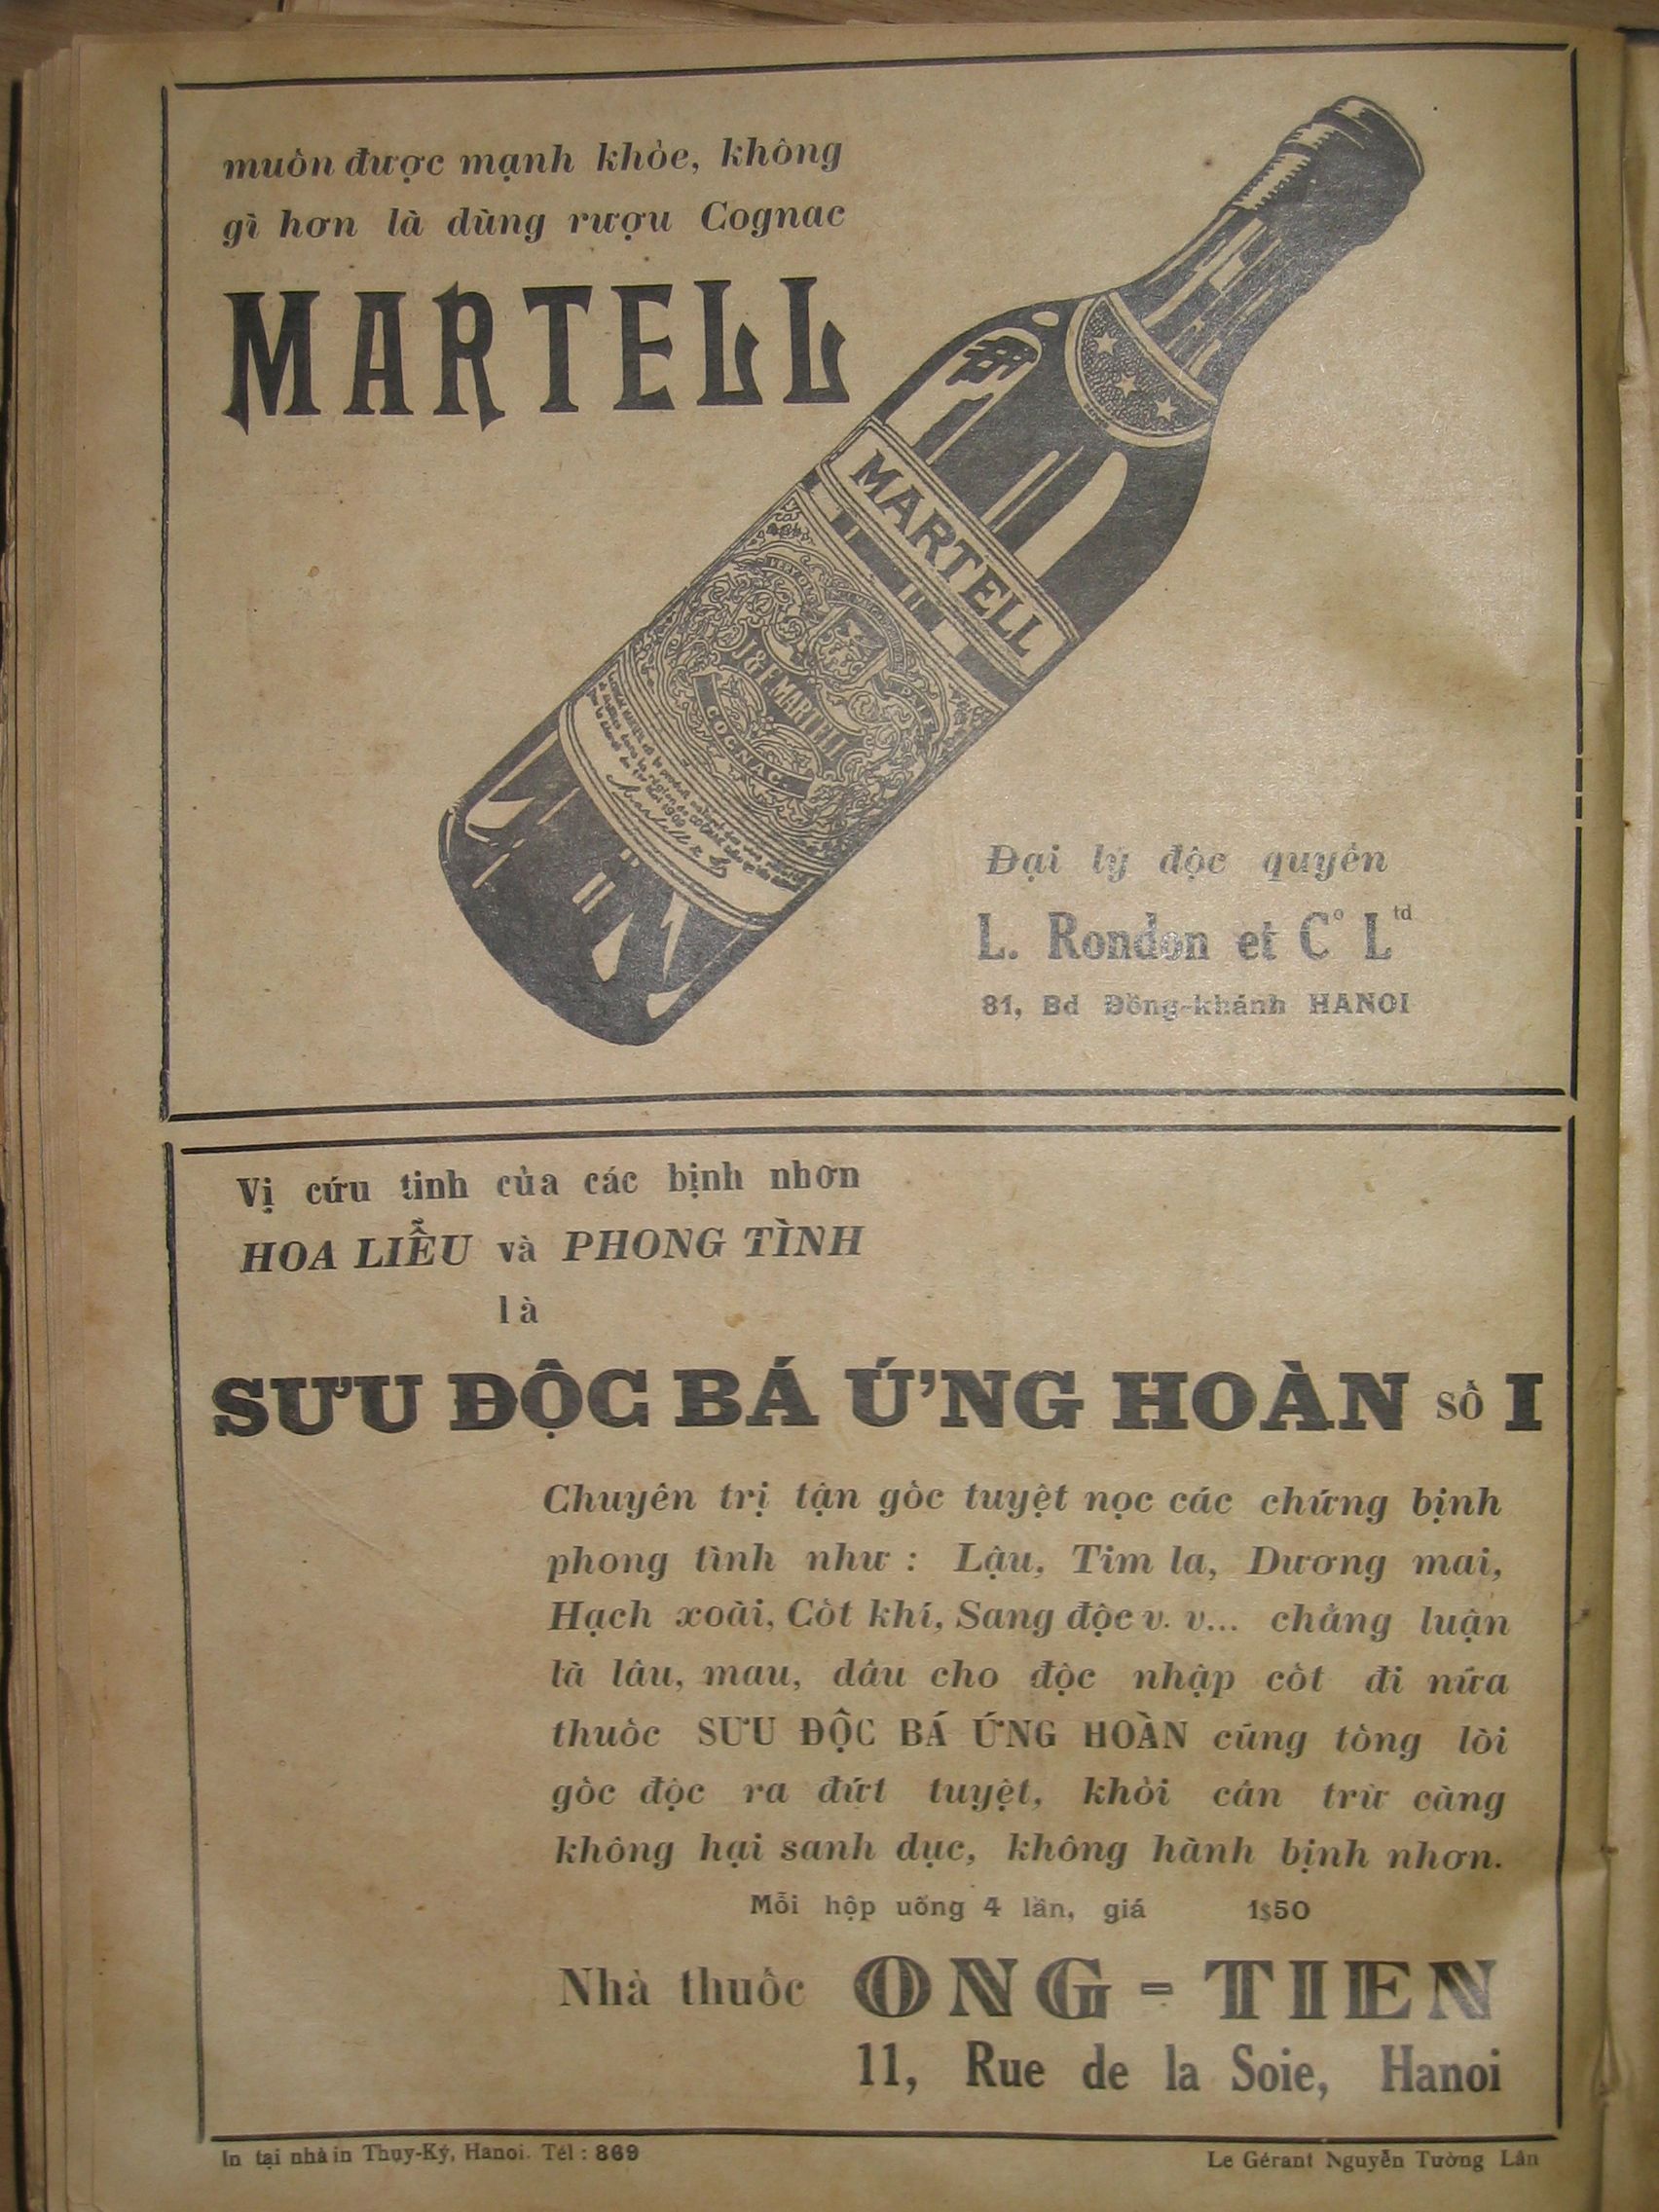 muốn được mạnh khỏe, không
gì hơn là dùng rượu Cognac
MARTELL
MARTELL
J & F MARTELL
COGNAC
Đại lý độc quyền
L. Rondon et Cº Ltd
81, Bd Đồng-khánh HANOI
Vị cứu tinh của các bịnh nhơn
HOA LIỄU và PHONG TÌNH
là
SƯU ĐỘC BÁ ỨNG HOÀN số I
Chuyên trị tận gốc tuyệt nọc các chứng bịnh
phong tình như : Lậu, Tim la, Dương mai,
Hạch xoài, Cốt khí, Sang độc v. v... chẳng luận
là lâu, mau, dầu cho độc nhập cốt đi nữa
thuốc SƯU ĐỘC BÁ ỨNG HOÀN cũng tống lòi
gốc độc ra đứt tuyệt, khỏi cần trừ căng
không hại sanh dục, không hành bịnh nhơn.
Mỗi hộp uống 4 lần, giá 1$50
Nhà thuốc ONG-TIEN
11, Rue de la Soie, Hanoi
In tại nhà in Thụy-Ký, Hanoi. Tél : 869
Le Gérant Nguyễn Tường Lân